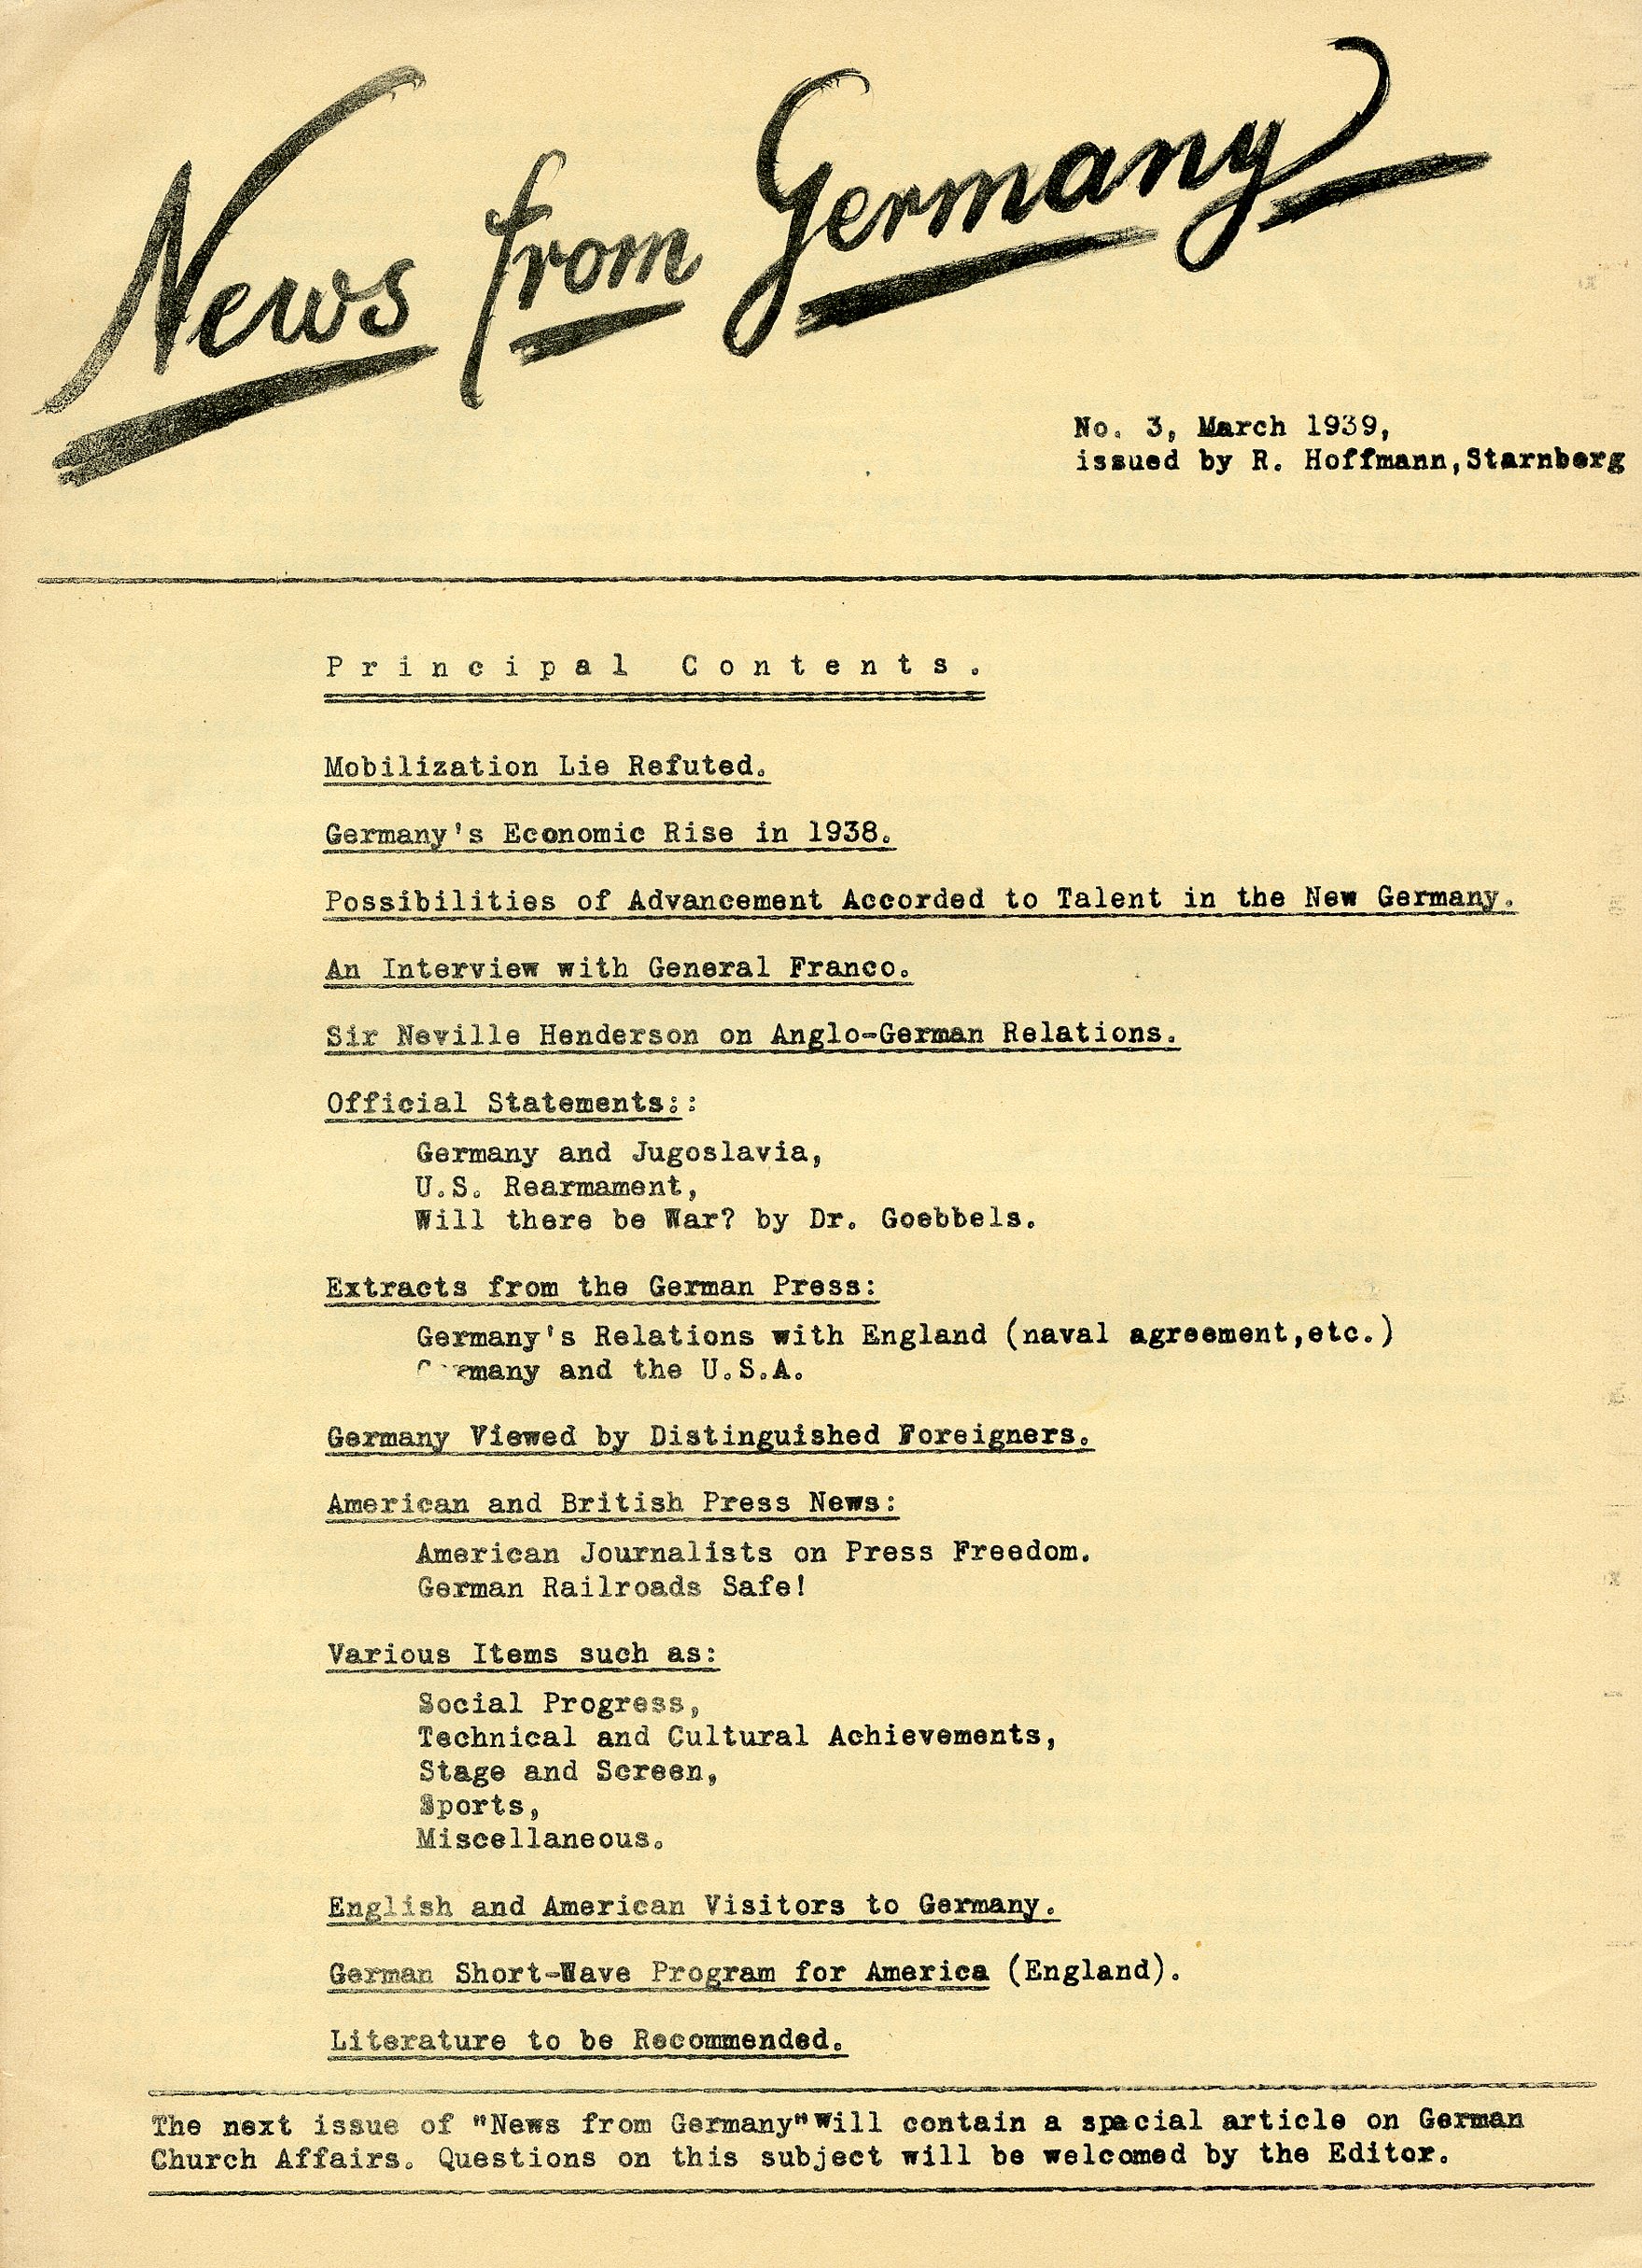 News from Germany
No. 3, March 1939,
issued by R. Hoffmann,Starnberg
Principal Contents.
Mobilization Lie Refuted.
Germany's Economic Rise in 1938.
Possibilities of Advancement Accorded to Talent in the New Germany.
An Interview with General Franco.
Sir Neville Henderson on Anglo-German Relations.
Official Statements::
Germany and Jugoslavia,
U.S. Rearmament,
Will there be War? by Dr. Goebbels.
Extracts from the German Press:
Germany's Relations with England (naval agreement,etc.)
Germany and the U.S.A.
Germany Viewed by Distinguished Foreigners.
American and British Press News:
American Journalists on Press Freedom.
German Railroads Safe!
Various Items such as:
Social Progress,
Technical and Cultural Achievements,
Stage and Screen,
Sports,
Miscellaneous.
English and American Visitors to Germany.
German Short-Wave Program for America (England).
Literature to be Recommended.
The next issue of "News from Germany" Will contain a special article on German
Church Affairs. Questions on this subject will be welcomed by the Editor.